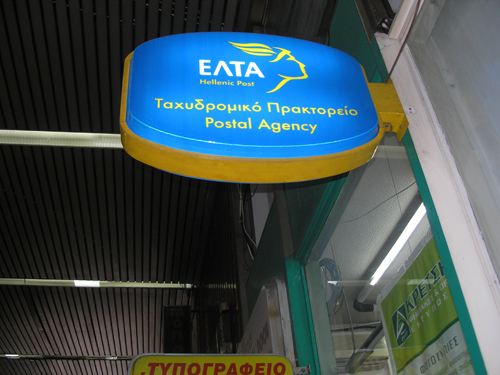 ΕΛΤΑ
Hellenic Post
Ταχυδρομικό Πρακτορείο
Postal Agency
.ΤΥΠΟΓΡΑΦΕΙΟ